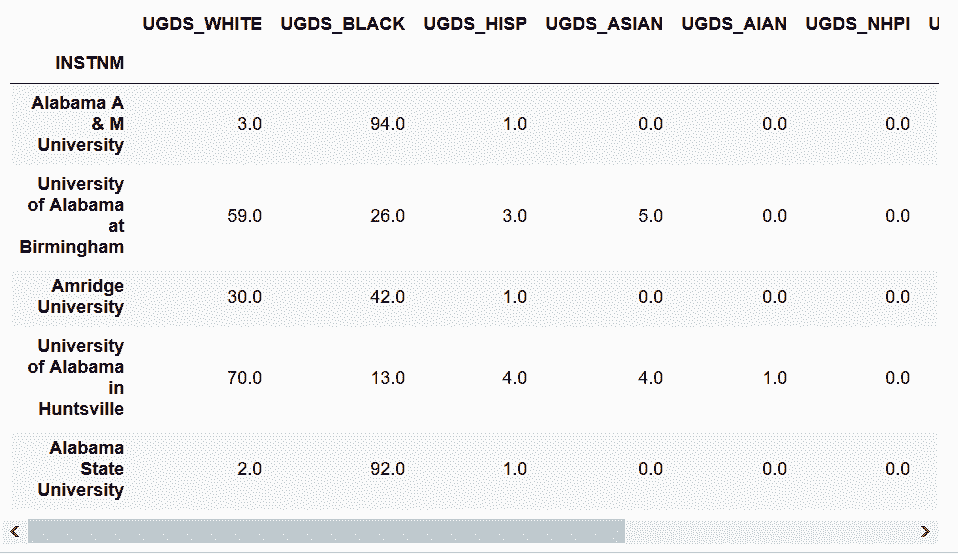 UGDS_WHITE UGDS_BLACK UGDS_HISP UGDS_ASIAN UGDS_AIAN UGDS_NHPI U
INSTNM
Alabama A
& M 3.0 94.0 1.0 0.0 0.0 0.0
University
University
of Alabama
at 59.0 26.0 3.0 5.0 0.0 0.0
Birmingham
Amridge
University 30.0 42.0 1.0 0.0 0.0 0.0
University
of Alabama
in 70.0 13.0 4.0 4.0 1.0 0.0
Huntsville
Alabama
State 2.0 92.0 1.0 0.0 0.0 0.0
University